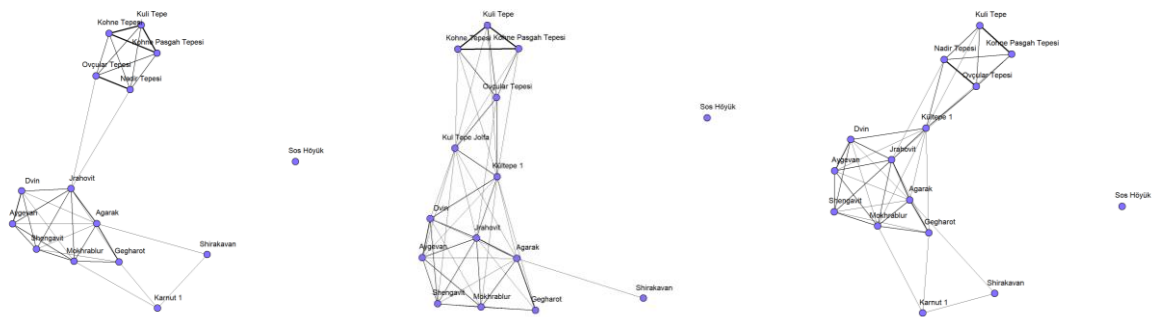 Kuli Tepe
Kohne Tepesi
Kohne Pasgah Tepesi
Ovçular Tepesi
Nadir Tepesi
Sos Höyük
Dvin
Jrahovit
Aygevan
Agarak
Shengavit
Mokhrablur
Gegharot
Shirakavan
Karnut 1
Kuli Tepe
Kohne Tepesi
Kohne Pasgah Tepesi
Ovçular Tepesi
Sos Höyük
Kul Tepe Jolfa
Kültepe 1
Dvin
Jrahovit
Aygevan
Agarak
Shengavit
Mokhrablur
Gegharot
Shirakavan
Kuli Tepe
Nadir Tepesi
Kohne Pasgah Tepesi
Ovçular Tepesi
Kültepe 1
Dvin
Jrahovit
Aygevan
Agarak
Sos Höyük
Shengavit
Mokhrablur
Gegharot
Shirakavan
Karnut 1